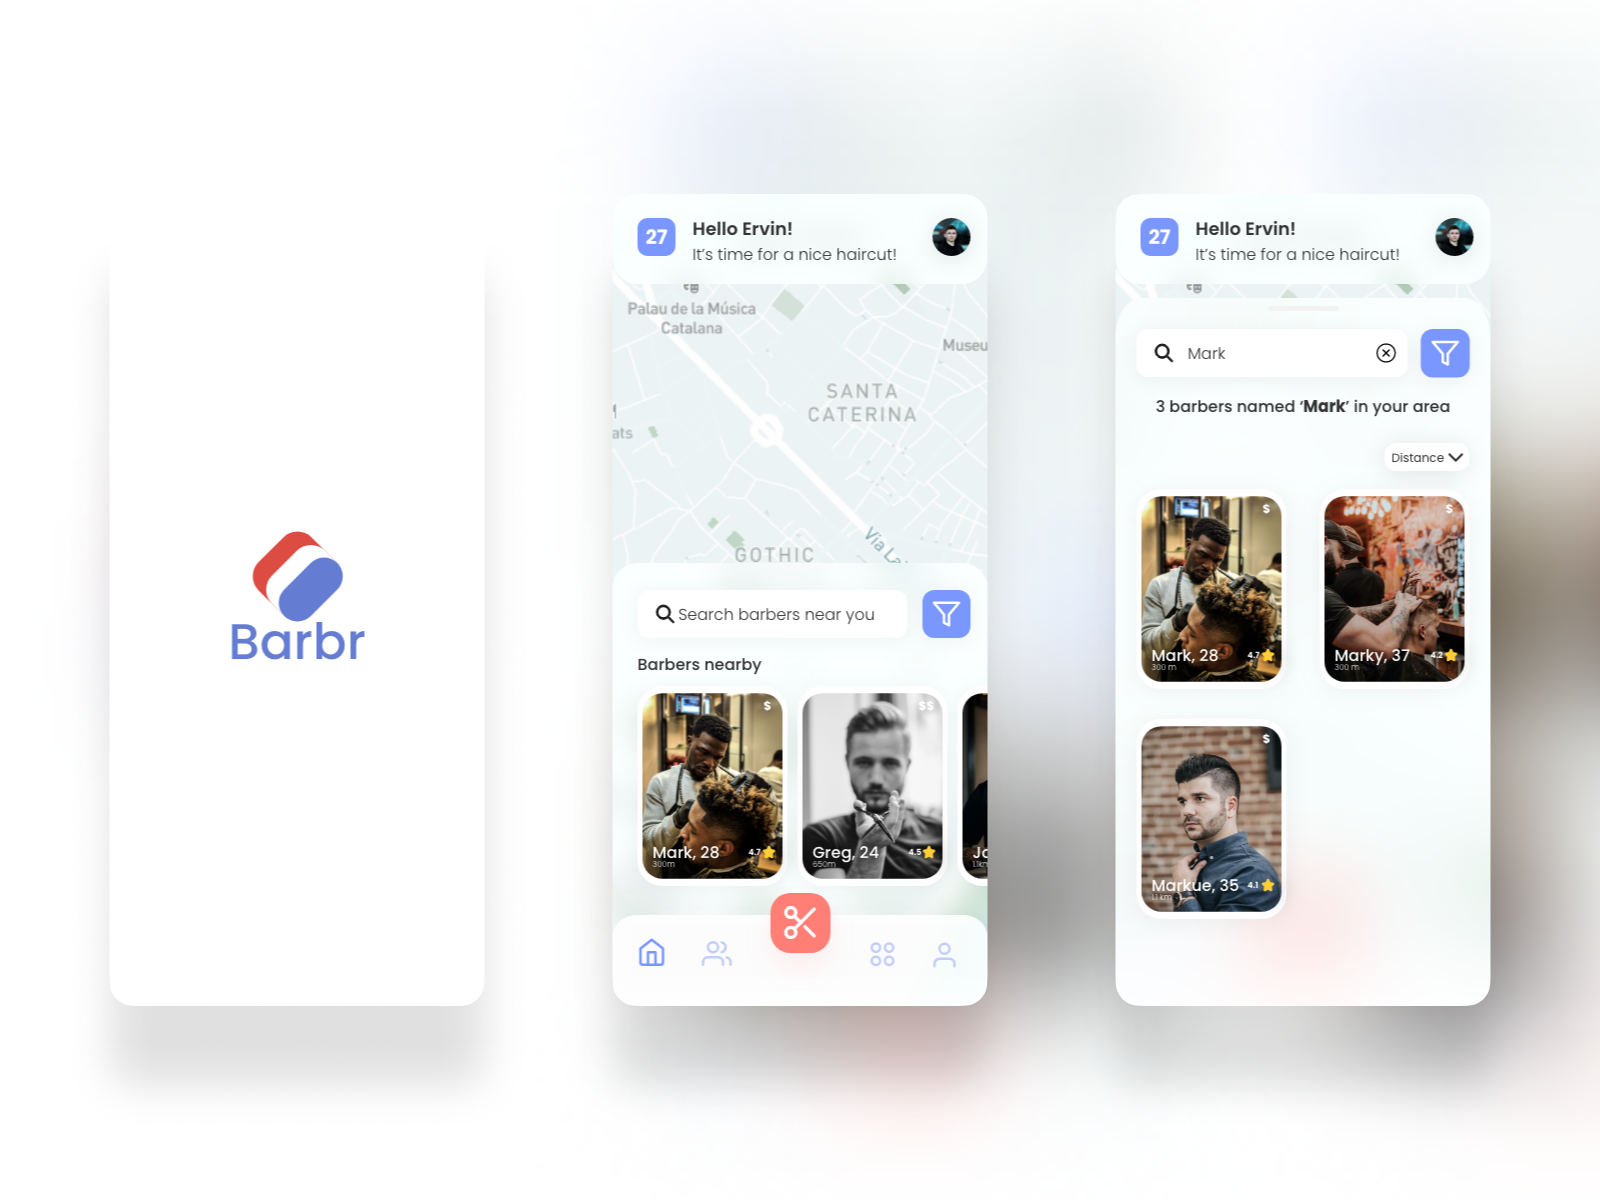 Barbr
27
Hello Ervin!
It's time for a nice haircut!
Palau de la Música
Catalana
Museu
SANTA
CATERINA
ats
GOTHIC
Via La
Search barbers near you
Barbers nearby
$
Mark, 28
4.7
300m
$$
Greg, 24
4.5
650m
Jo
1.1km
27
Hello Ervin!
It's time for a nice haircut!
Mark
3 barbers named ‘Mark’ in your area
Distance
$
Mark, 28
4.7
300 m
$
Marky, 37
4.2
300 m
$
Markue, 35
4.1
1.1 km